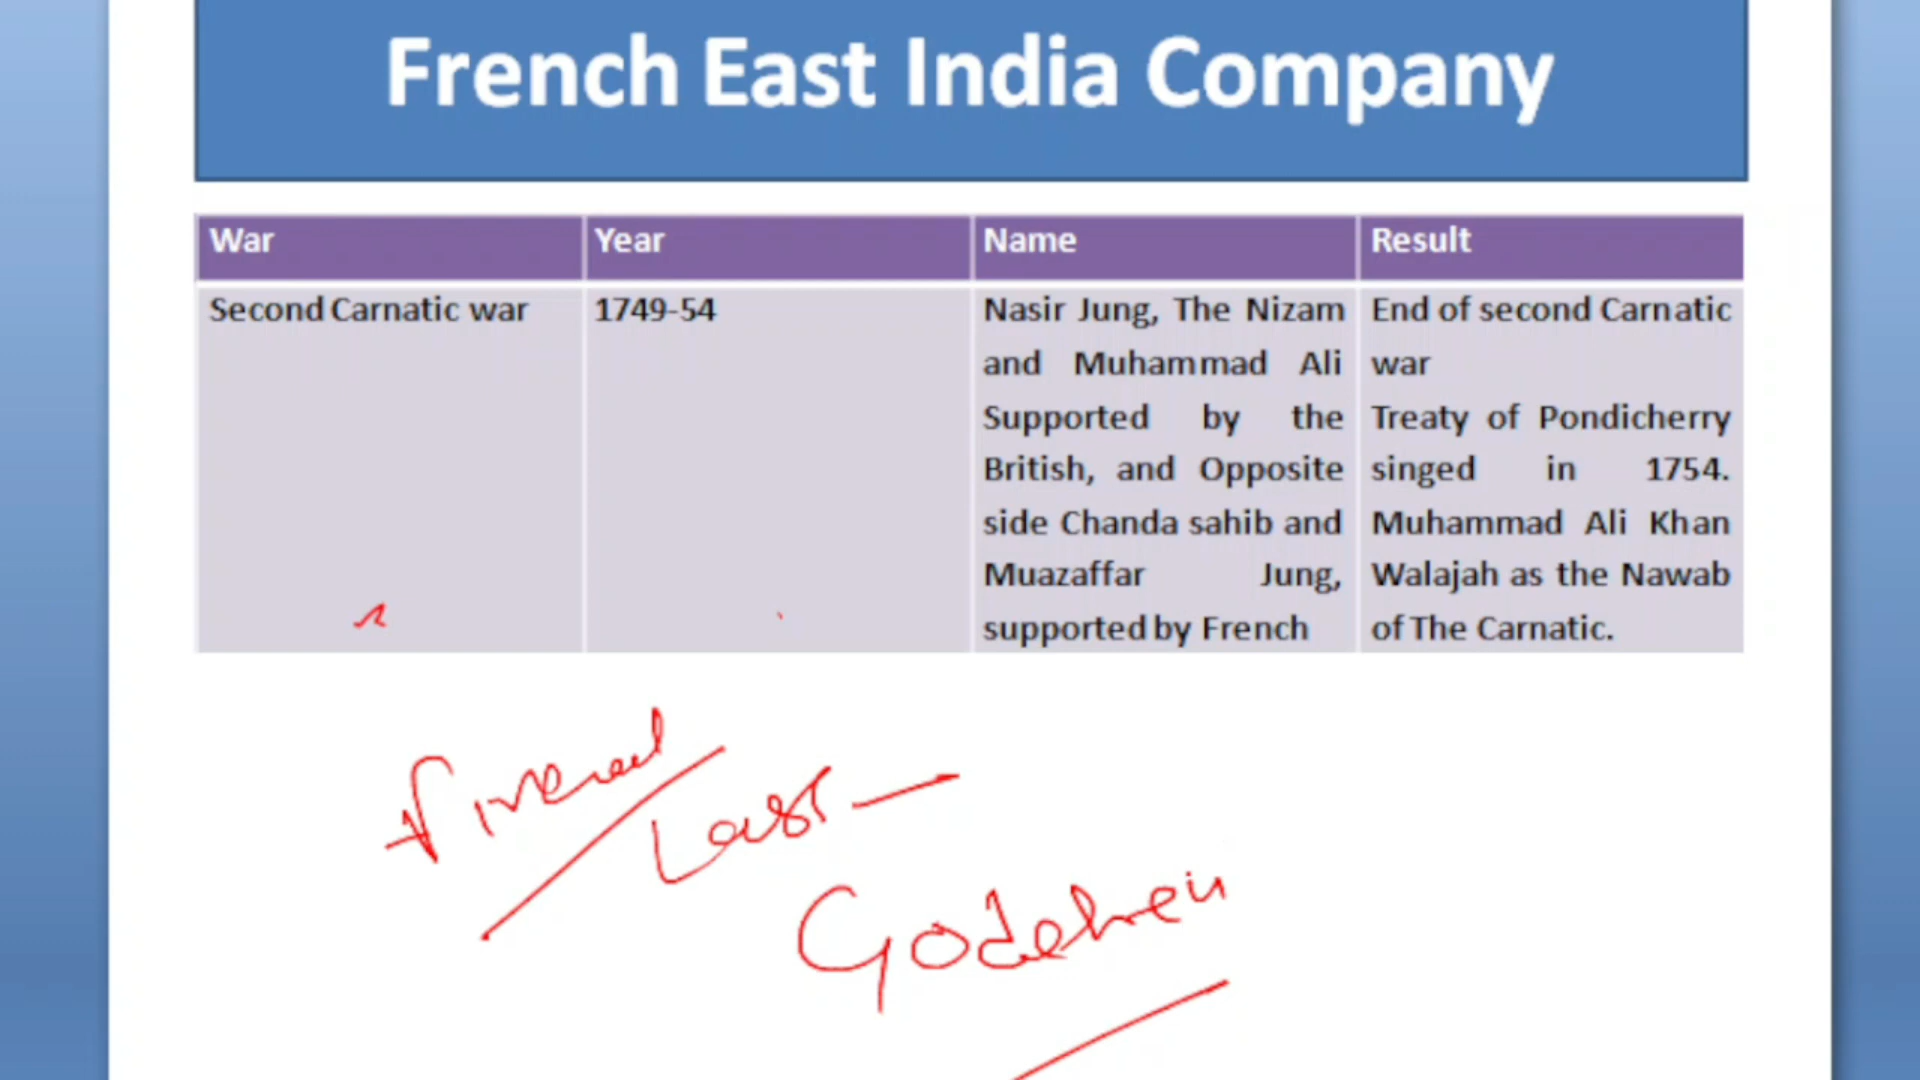 French East India Company
War Year Name Result
Second Carnatic war 1749-54 Nasir Jung, The Nizam End of second Carnatic
and Muhammad Ali war
Supported by the Treaty of Pondicherry
British, and Opposite singed in 1754.
side Chanda sahib and Muhammad Ali Khan
Muazaffar Jung, Walajah as the Nawab
supported by French of The Carnatic.
Last —